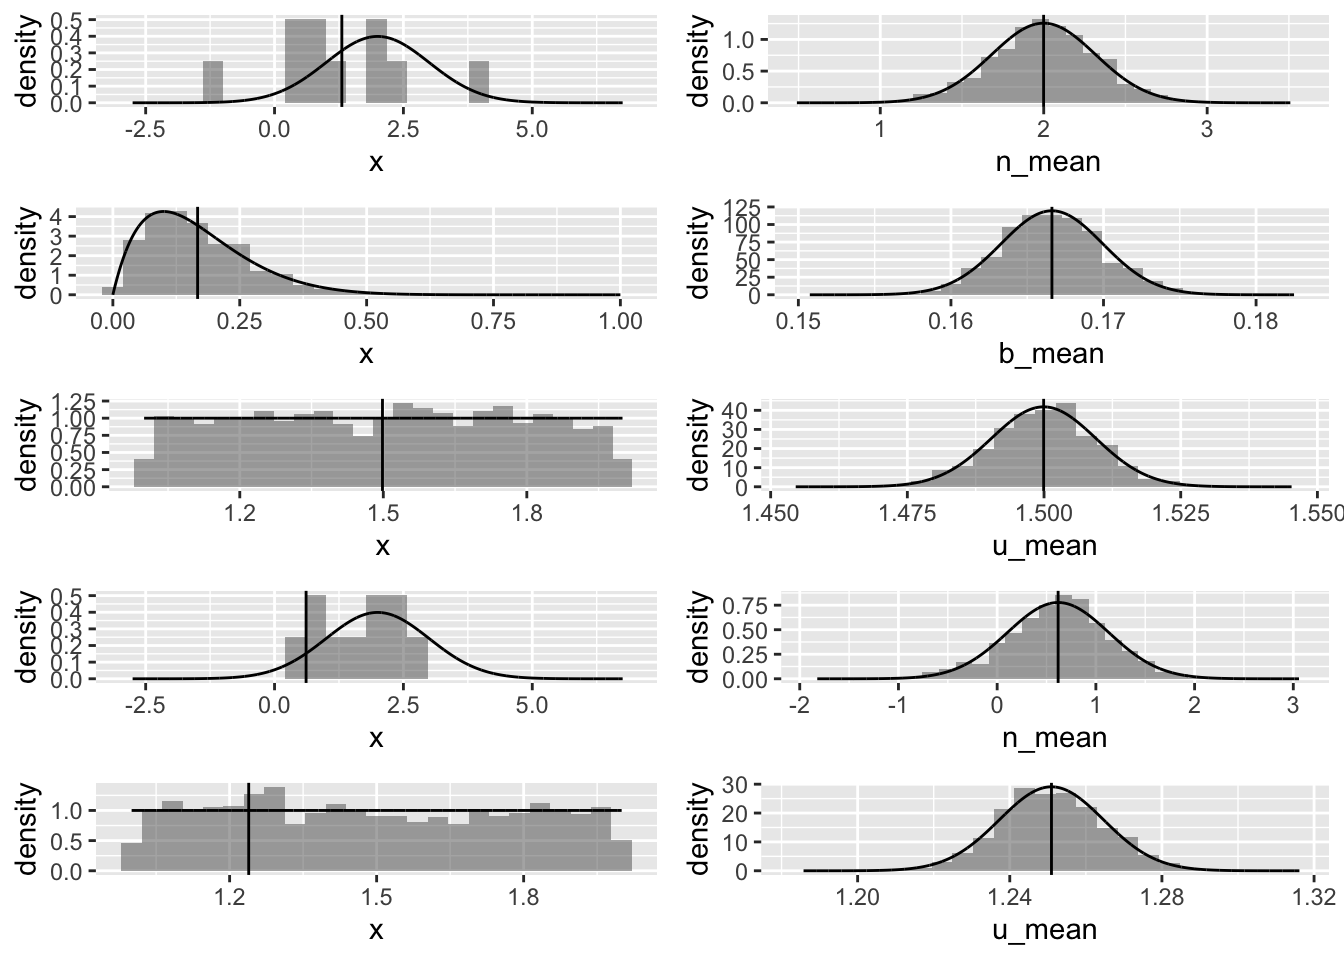 density
0.5
0.4
0.3
0.2
0.1
0.0
-2.5 0.0 2.5 5.0
x
density
1.0
0.5
0.0
1 2 3
n_mean
density
4
3
2
1
0
0.00 0.25 0.50 0.75 1.00
x
density
125
100
75
50
25
0
0.15 0.16 0.17 0.18
b_mean
density
1.25
1.00
0.75
0.50
0.25
0.00
1.2 1.5 1.8
x
density
40
30
20
10
0
1.450 1.475 1.500 1.525 1.550
u_mean
density
0.5
0.4
0.3
0.2
0.1
0.0
-2.5 0.0 2.5 5.0
x
density
0.75
0.50
0.25
0.00
-2 -1 0 1 2 3
n_mean
density
1.0
0.5
0.0
1.2 1.5 1.8
x
density
30
20
10
0
1.20 1.24 1.28 1.32
u_mean